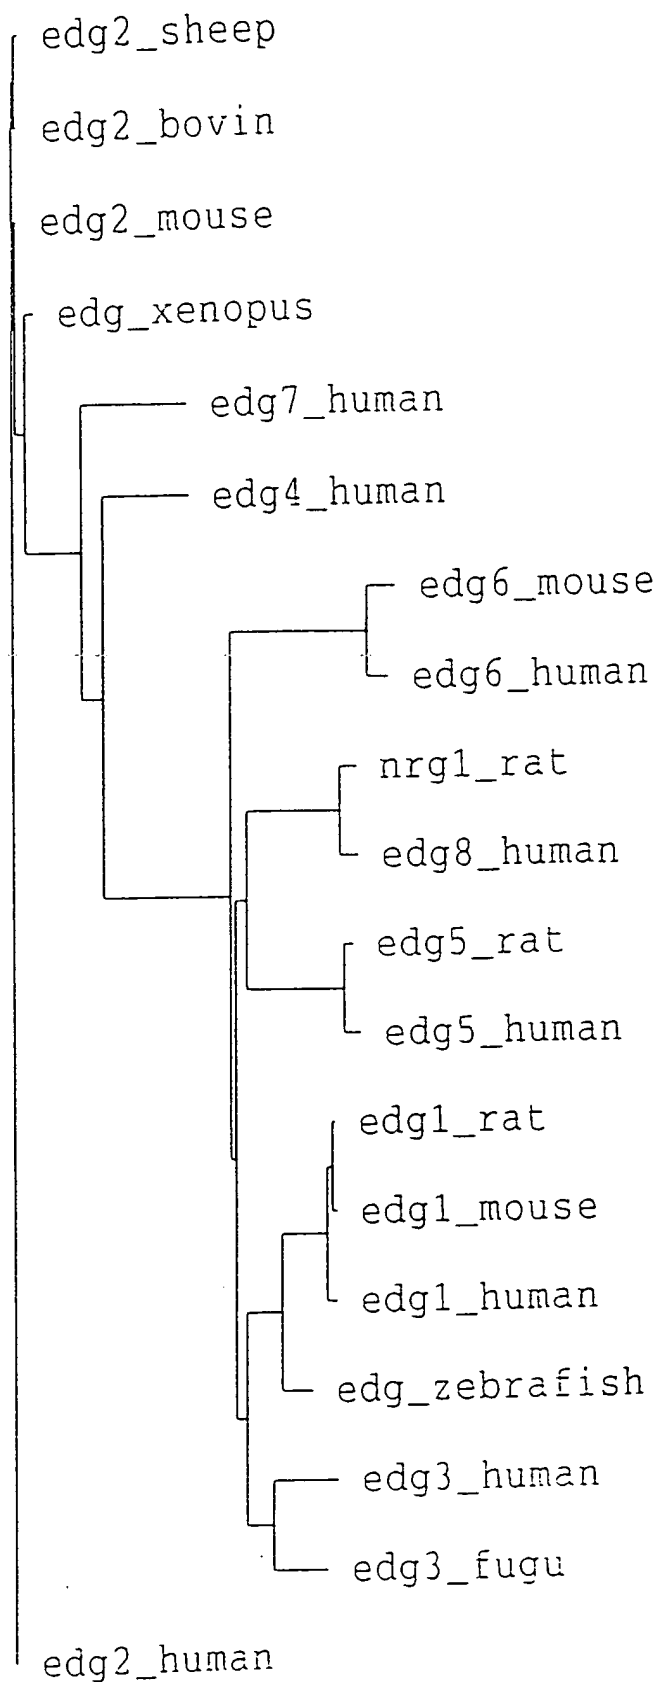 edg2_sheep
edg2_bovin
edg2_mouse
edg_xenopus
edg7_human
edg4_human
edg6_mouse
edg6_human
nrg1_rat
edg8_human
edg5_rat
edg5_human
edg1_rat
edg1_mouse
edg1_human
edg_zebrafish
edg3_human
edg3_fugu
edg2_human